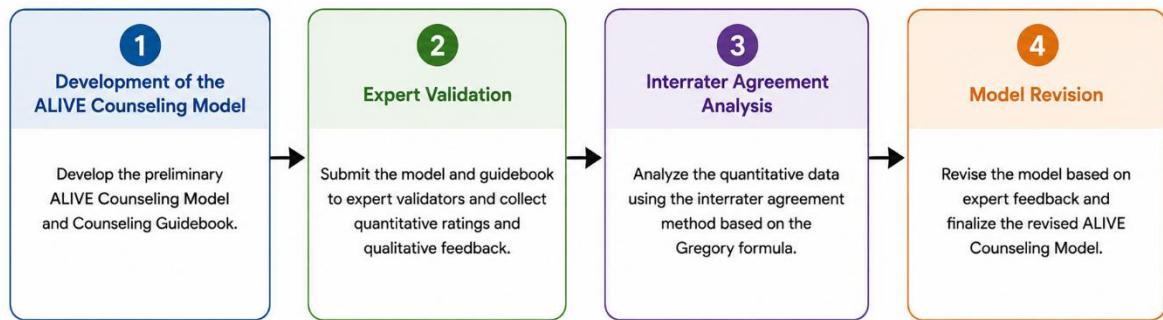 1
Development of the
ALIVE Counseling Model
Develop the preliminary
ALIVE Counseling Model
and Counseling Guidebook.
2
Expert Validation
Submit the model and guidebook
to expert validators and collect
quantitative ratings and
qualitative feedback.
3
Interrater Agreement
Analysis
Analyze the quantitative data
using the interrater agreement
method based on the
Gregory formula.
4
Model Revision
Revise the model based on
expert feedback and
finalize the revised ALIVE
Counseling Model.